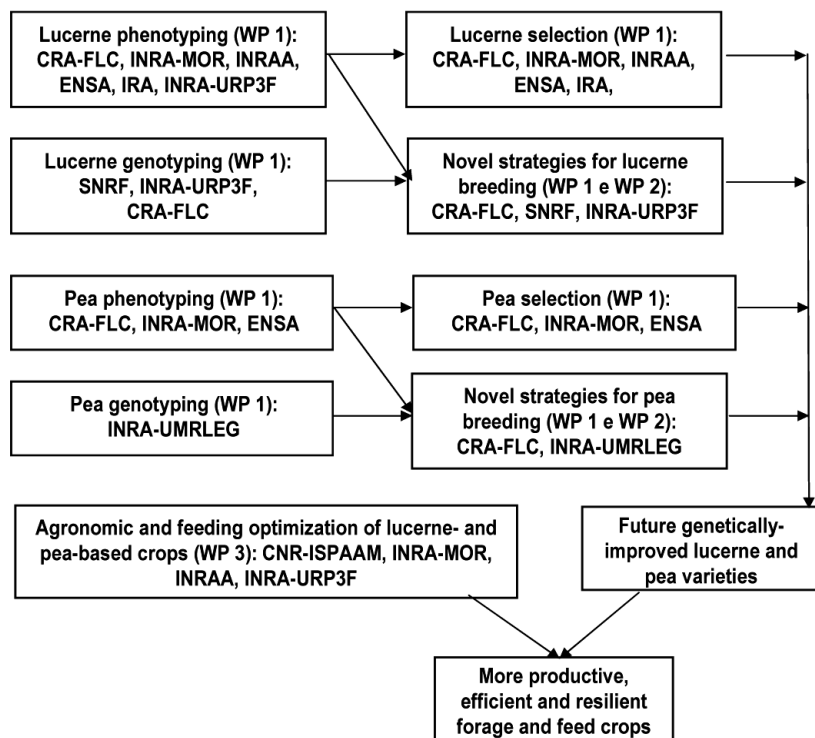 Lucerne phenotyping (WP 1):
CRA-FLC, INRA-MOR, INRAA,
ENSA, IRA, INRA-URP3F
Lucerne selection (WP 1):
CRA-FLC, INRA-MOR, INRAA,
ENSA, IRA,
Lucerne genotyping (WP 1):
SNRF, INRA-URP3F,
CRA-FLC
Novel strategies for lucerne
breeding (WP 1 e WP 2):
CRA-FLC, SNRF, INRA-URP3F
Pea phenotyping (WP 1):
CRA-FLC, INRA-MOR, ENSA
Pea selection (WP 1):
CRA-FLC, INRA-MOR, ENSA
Pea genotyping (WP 1):
INRA-UMRLEG
Novel strategies for pea
breeding (WP 1 e WP 2):
CRA-FLC, INRA-UMRLEG
Agronomic and feeding optimization of lucerne- and
pea-based crops (WP 3): CNR-ISPAAM, INRA-MOR,
INRAA, INRA-URP3F
Future genetically-
improved lucerne and
pea varieties
More productive,
efficient and resilient
forage and feed crops